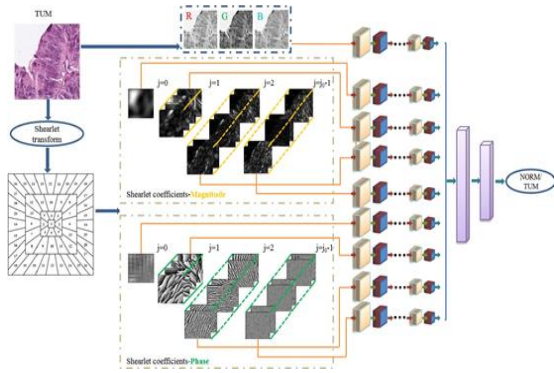 TUM
R G B
Shearlet
transform
j=0 j=1 j=2 j=j₀-1
Shearlet coefficients-Magnitude
j=0 j=1 j=2 j=j₀-1
Shearlet coefficients-Phase
NORM/
TUM